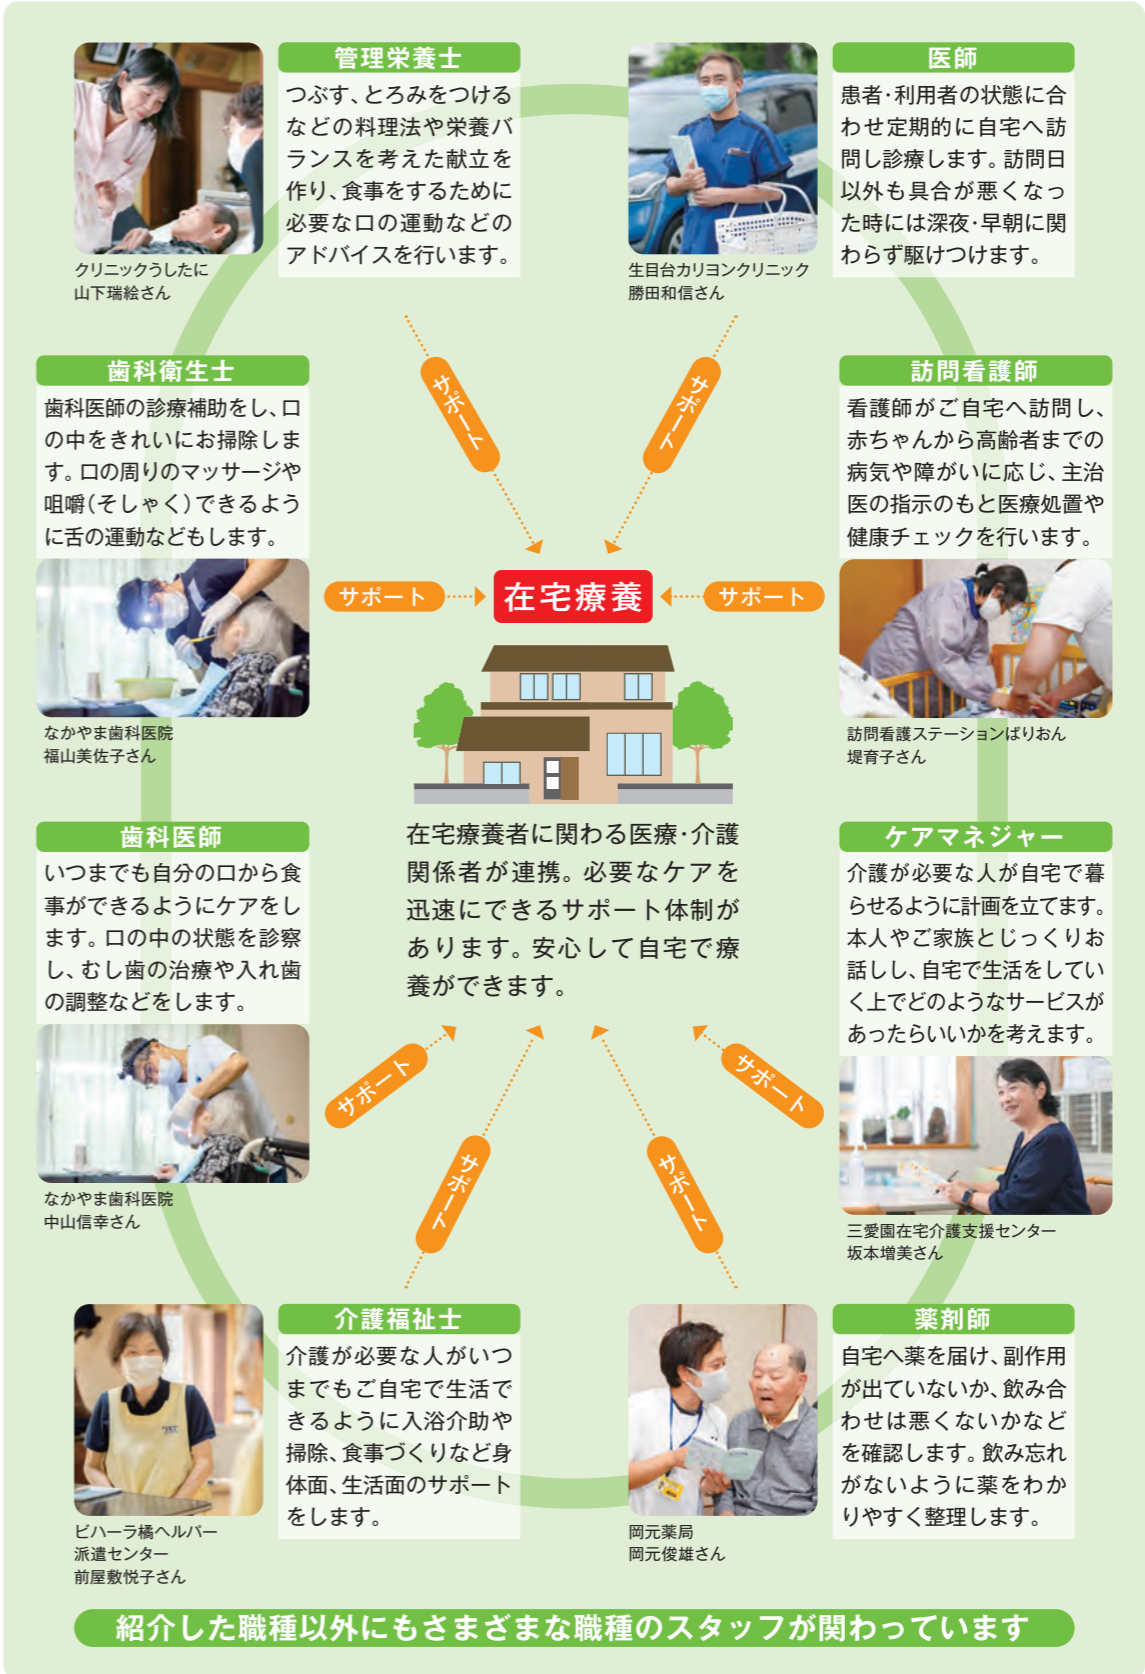 管理栄養士
つぶす、とろみをつける
などの料理法や栄養バ
ランスを考えた献立を
作り、食事をするために
必要な口の運動などの
アドバイスを行います。
クリニックうしたに
山下瑞絵さん
医師
患者・利用者の状態に合
わせ定期的に自宅へ訪
問し診療します。訪問日
以外も具合が悪くなっ
た時には深夜・早朝に関
わらず駆けつけます。
生目台カリヨンクリニック
勝田和信さん
サポート
サポート
歯科衛生士
歯科医師の診療補助をし、口
の中をきれいにお掃除しま
す。口の周りのマッサージや
咀嚼（そしゃく）できるよう
に舌の運動などもします。
なかやま歯科医院
福山美佐子さん
訪問看護師
看護師がご自宅へ訪問し、
赤ちゃんから高齢者までの
病気や障がいに応じ、主治
医の指示のもと医療処置や
健康チェックを行います。
訪問看護ステーションぱりおん
堤育子さん
サポート
在宅療養
サポート
在宅療養者に関わる医療・介護
関係者が連携。必要なケアを
迅速にできるサポート体制が
あります。安心して自宅で療
養ができます。
歯科医師
いつまでも自分の口から食
事ができるようにケアをし
ます。口の中の状態を診察
し、むし歯の治療や入れ歯
の調整などをします。
なかやま歯科医院
中山信幸さん
ケアマネジャー
介護が必要な人が自宅で暮
らせるように計画を立てます。
本人やご家族とじっくりお
話しし、自宅で生活をしてい
く上でどのようなサービスが
あったらいいかを考えます。
三愛園在宅介護支援センター
坂本増美さん
サポート
サポート
サポート
サポート
介護福祉士
介護が必要な人がいつ
までもご自宅で生活で
きるように入浴介助や
掃除、食事づくりなど身
体面、生活面のサポート
をします。
ビハーラ橘ヘルパー
派遣センター
前屋敷悦子さん
薬剤師
自宅へ薬を届け、副作用
が出ていないか、飲み合
わせは悪くないかなど
を確認します。飲み忘れ
がないように薬をわか
りやすく整理します。
岡元薬局
岡元俊雄さん
紹介した職種以外にもさまざまな職種のスタッフが関わっています